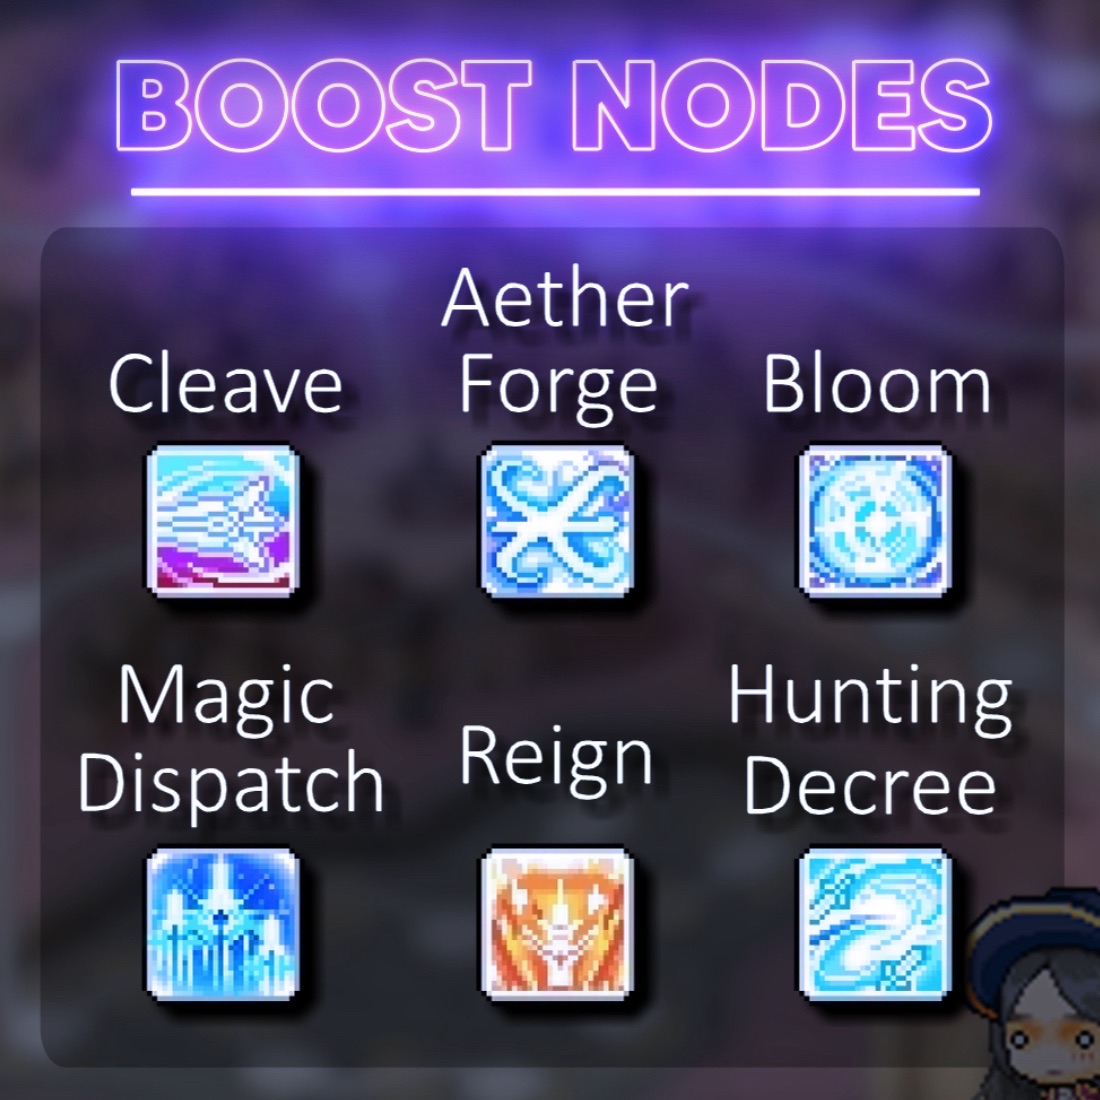 BOOST NODES
Cleave
Aether
Forge
Bloom
Magic
Dispatch
Reign
Hunting
Decree